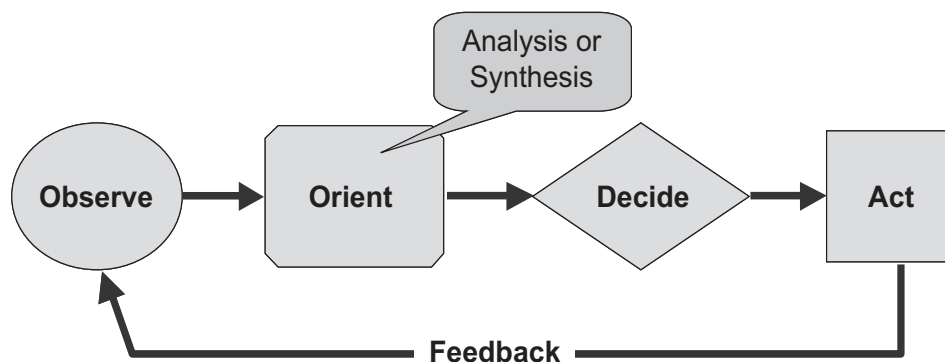 Analysis or
Synthesis
Observe
Orient
Decide
Act
Feedback